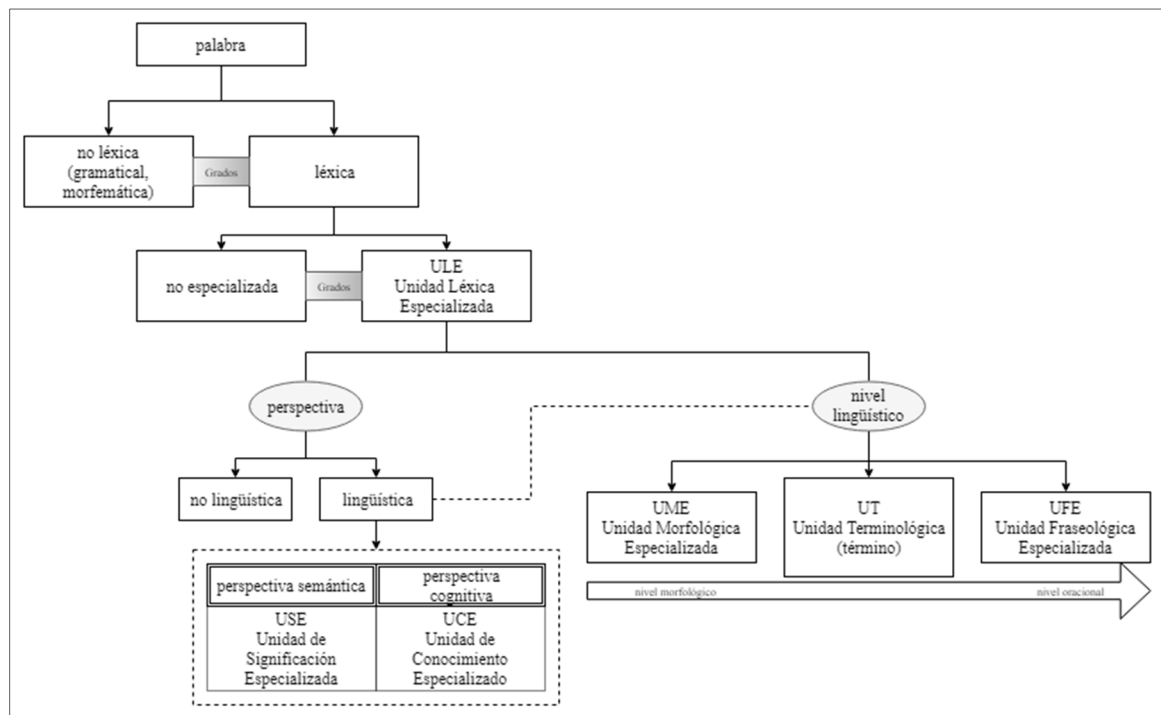 palabra
no léxica
(gramatical,
morfemática)
Grados
léxica
no especializada
Grados
ULE
Unidad Léxica
Especializada
perspectiva
nivel
lingüístico
no lingüística
lingüística
UME
Unidad Morfológica
Especializada
UT
Unidad Terminológica
(término)
UFE
Unidad Fraseológica
Especializada
nivel morfológico
nivel oracional
perspectiva semántica
perspectiva
cognitiva
USE
Unidad de
Significación
Especializada
UCE
Unidad de
Conocimiento
Especializado